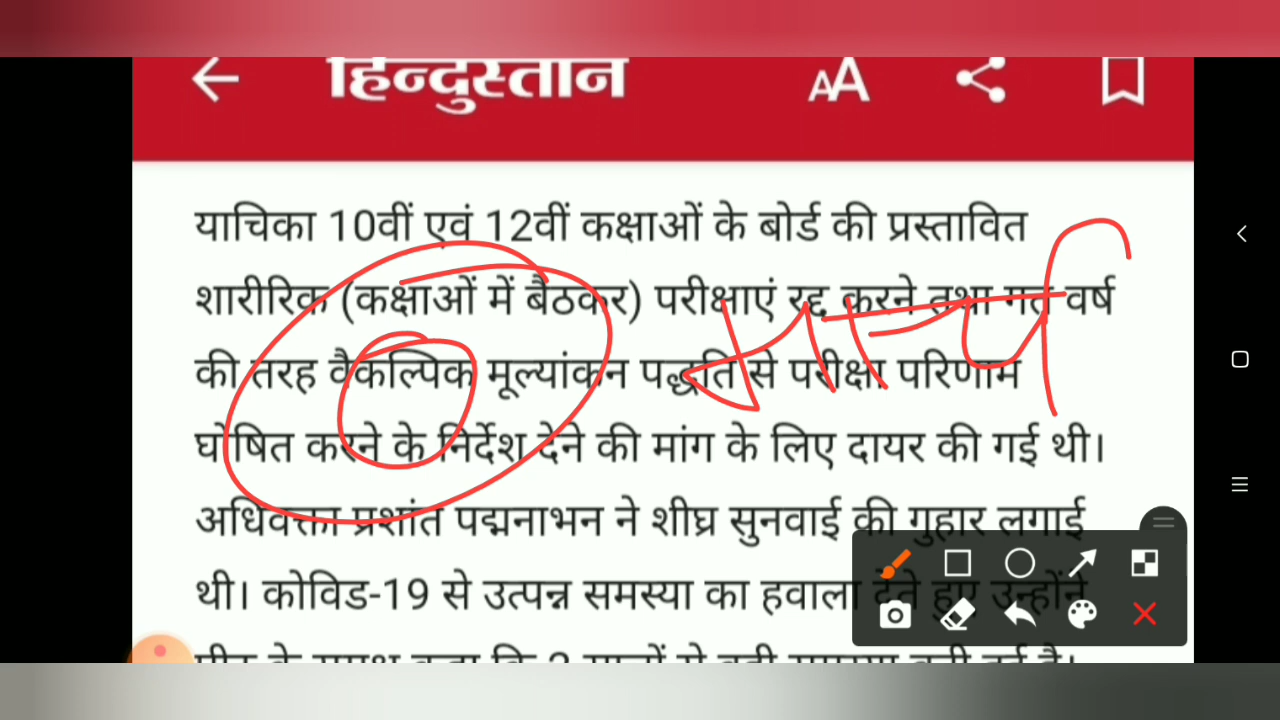 हिन्दुस्तान
AA
याचिका 10वीं एवं 12वीं कक्षाओं के बोर्ड की प्रस्तावित
शारीरिक (कक्षाओं में बैठकर) परीक्षाएं रद्द करने तथा गत वर्ष
की तरह वैकल्पिक मूल्यांकन पद्धति से परीक्षा परिणाम
घोषित करने के निर्देश देने की मांग के लिए दायर की गई थी।
अधिवक्ता प्रशांत पद्मनाभन ने शीघ्र सुनवाई की गुहार लगाई
थी। कोविड-19 से उत्पन्न समस्या का हवाला देते हुए उन्होंने